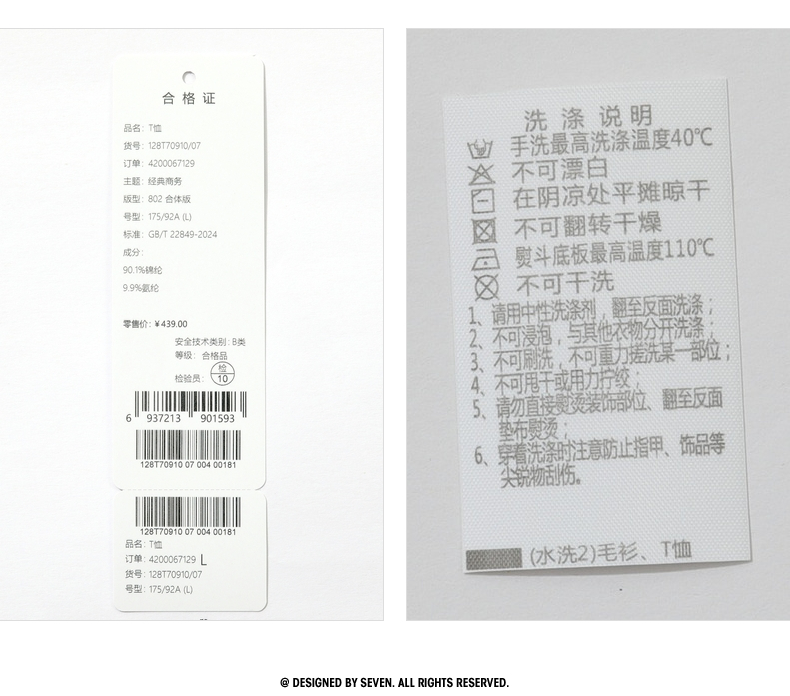 合格证
品名：T恤
货号：128T70910/07
订单：4200067129
主题：经典商务
版型：802 合体版
号型：175/92A (L)
标准：GB/T 22849-2024
成分：
90.1%锦纶
9.9%氨纶
零售价：￥439.00
安全技术类别：B类
等级：合格品
检
检验员：
10
6 937213 901593
128T70910 07 004 00181
128T70910 07 004 00181
品名：T恤
订单：4200067129 L
货号：128T70910/07
号型：175/92A (L)
洗涤说明
手洗最高洗涤温度40℃
不可漂白
在阴凉处平摊晾干
不可翻转干燥
熨斗底板最高温度110℃
不可干洗
1、请用中性洗涤剂，翻至反面洗涤；
2、不可浸泡，与其他衣物分开洗涤；
3、不可刷洗，不可重力搓洗某一部位；
4、不可甩干或用力拧绞；
5、请勿直接熨烫装饰部位、翻至反面
垫布熨烫；
6、穿着洗涤时注意防止指甲、饰品等
尖锐物刮伤。
(水洗2)毛衫、T恤
@ DESIGNED BY SEVEN. ALL RIGHTS RESERVED.